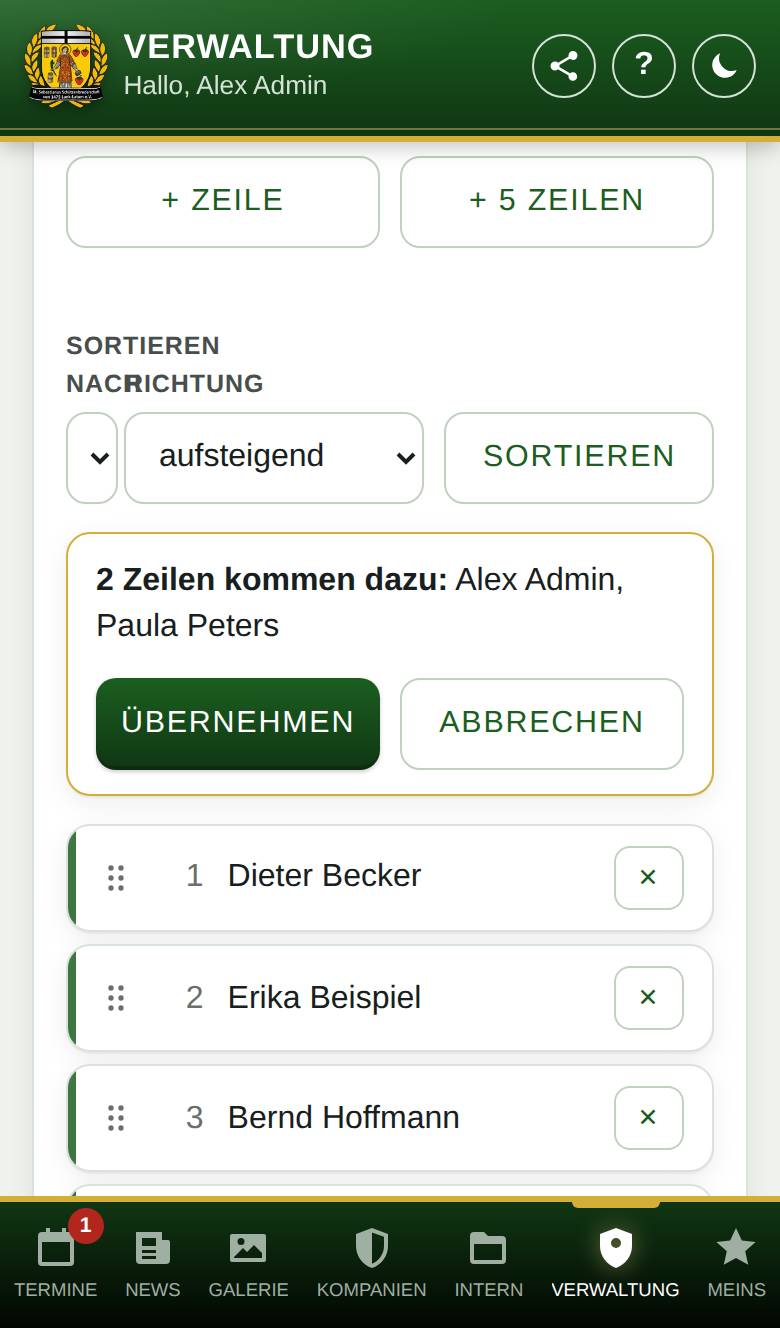 VERWALTUNG
Hallo, Alex Admin
?
+ ZEILE
+ 5 ZEILEN
SORTIEREN
NACH RICHTUNG
aufsteigend
SORTIEREN
2 Zeilen kommen dazu: Alex Admin,
Paula Peters
ÜBERNEHMEN
ABBRECHEN
1 Dieter Becker
2 Erika Beispiel
3 Bernd Hoffmann
1
TERMINE
NEWS
GALERIE
KOMPANIEN
INTERN
VERWALTUNG
MEINS